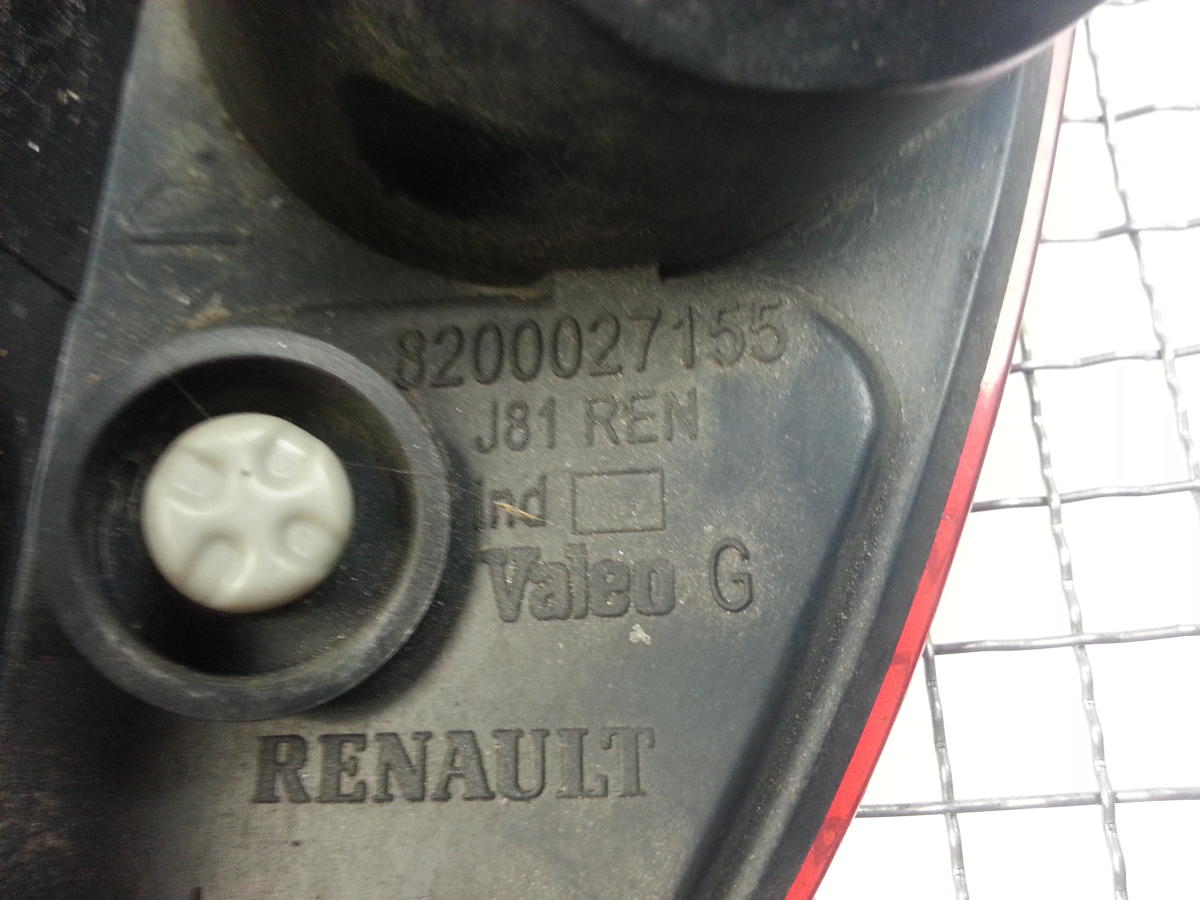 8200027155
J81 REN
ind
Valeo G
RENAULT